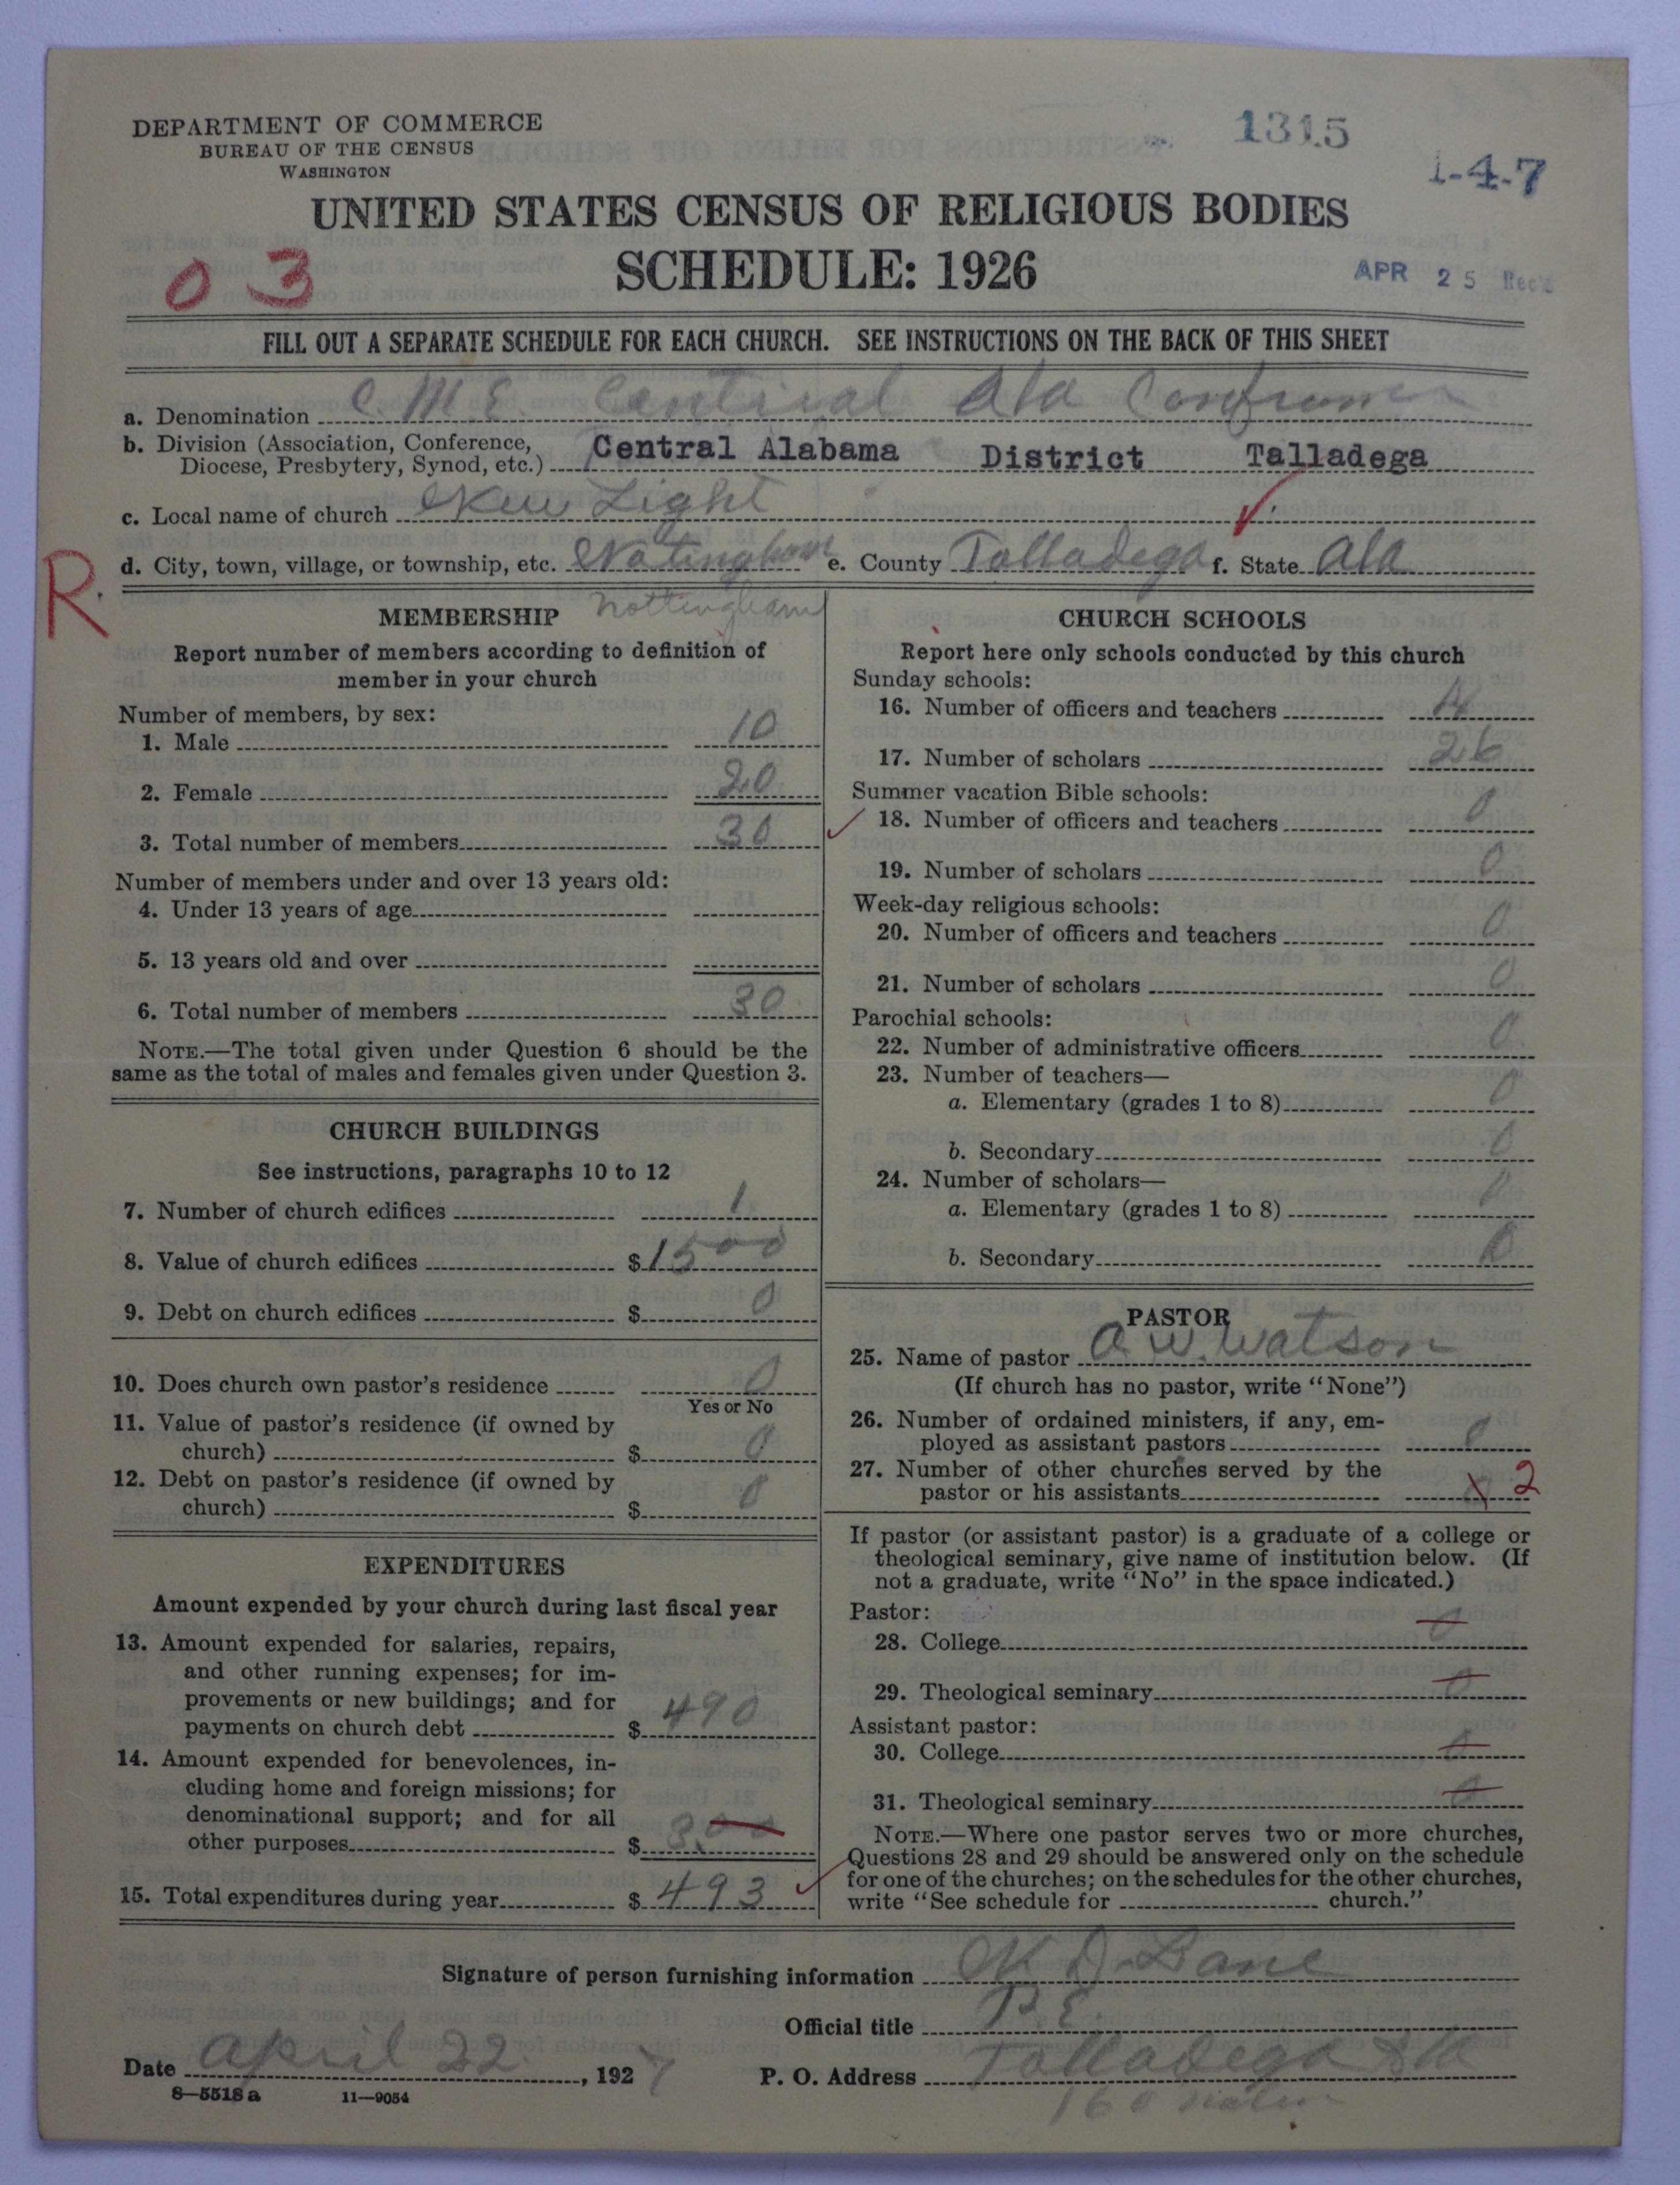 DEPARTMENT OF COMMERCE
BUREAU OF THE CENSUS
WASHINGTON
1315
1-4-7
UNITED STATES CENSUS OF RELIGIOUS BODIES
SCHEDULE: 1926
03
APR 25 Rec'd
FILL OUT A SEPARATE SCHEDULE FOR EACH CHURCH. SEE INSTRUCTIONS ON THE BACK OF THIS SHEET
a. Denomination C. M. E. Central Ala
b. Division (Association, Conference, Diocese, Presbytery, Synod, etc.) Central Alabama District Talladega
c. Local name of church New Light
R.
d. City, town, village, or township, etc. Notingham e. County Talladega f. State Ala
Nottingham
MEMBERSHIP
Report number of members according to definition of
member in your church
Number of members, by sex:
1. Male 10
2. Female 20
3. Total number of members 30
Number of members under and over 13 years old:
4. Under 13 years of age
5. 13 years old and over
6. Total number of members 30
NOTE.—The total given under Question 6 should be the
same as the total of males and females given under Question 3.
CHURCH BUILDINGS
See instructions, paragraphs 10 to 12
7. Number of church edifices 1
8. Value of church edifices $1500
9. Debt on church edifices $0
10. Does church own pastor's residence 0
Yes or No
11. Value of pastor's residence (if owned by
church) $0
12. Debt on pastor's residence (if owned by
church) $0
EXPENDITURES
Amount expended by your church during last fiscal year
13. Amount expended for salaries, repairs,
and other running expenses; for im-
provements or new buildings; and for
payments on church debt $490
14. Amount expended for benevolences, in-
cluding home and foreign missions; for
denominational support; and for all
other purposes $3.00
15. Total expenditures during year $493
CHURCH SCHOOLS
Report here only schools conducted by this church
Sunday schools:
16. Number of officers and teachers
17. Number of scholars 26
Summer vacation Bible schools:
18. Number of officers and teachers 0
19. Number of scholars 0
Week-day religious schools:
20. Number of officers and teachers 0
21. Number of scholars 0
Parochial schools:
22. Number of administrative officers 0
23. Number of teachers—
a. Elementary (grades 1 to 8) 0
b. Secondary 0
24. Number of scholars—
a. Elementary (grades 1 to 8) 0
b. Secondary 0
PASTOR
25. Name of pastor A. W. Watson
(If church has no pastor, write "None")
26. Number of ordained ministers, if any, em-
ployed as assistant pastors 0
27. Number of other churches served by the
pastor or his assistants 0 2
If pastor (or assistant pastor) is a graduate of a college or
theological seminary, give name of institution below. (If
not a graduate, write "No" in the space indicated.)
Pastor:
28. College 0
29. Theological seminary 0
Assistant pastor:
30. College 0
31. Theological seminary 0
NOTE.—Where one pastor serves two or more churches,
Questions 28 and 29 should be answered only on the schedule
for one of the churches; on the schedules for the other churches,
write "See schedule for church."
Signature of person furnishing information D. Lane
Official title P. E.
Date April 22, 1927 P. O. Address Talladega Ala
8—5518 a 11—9054